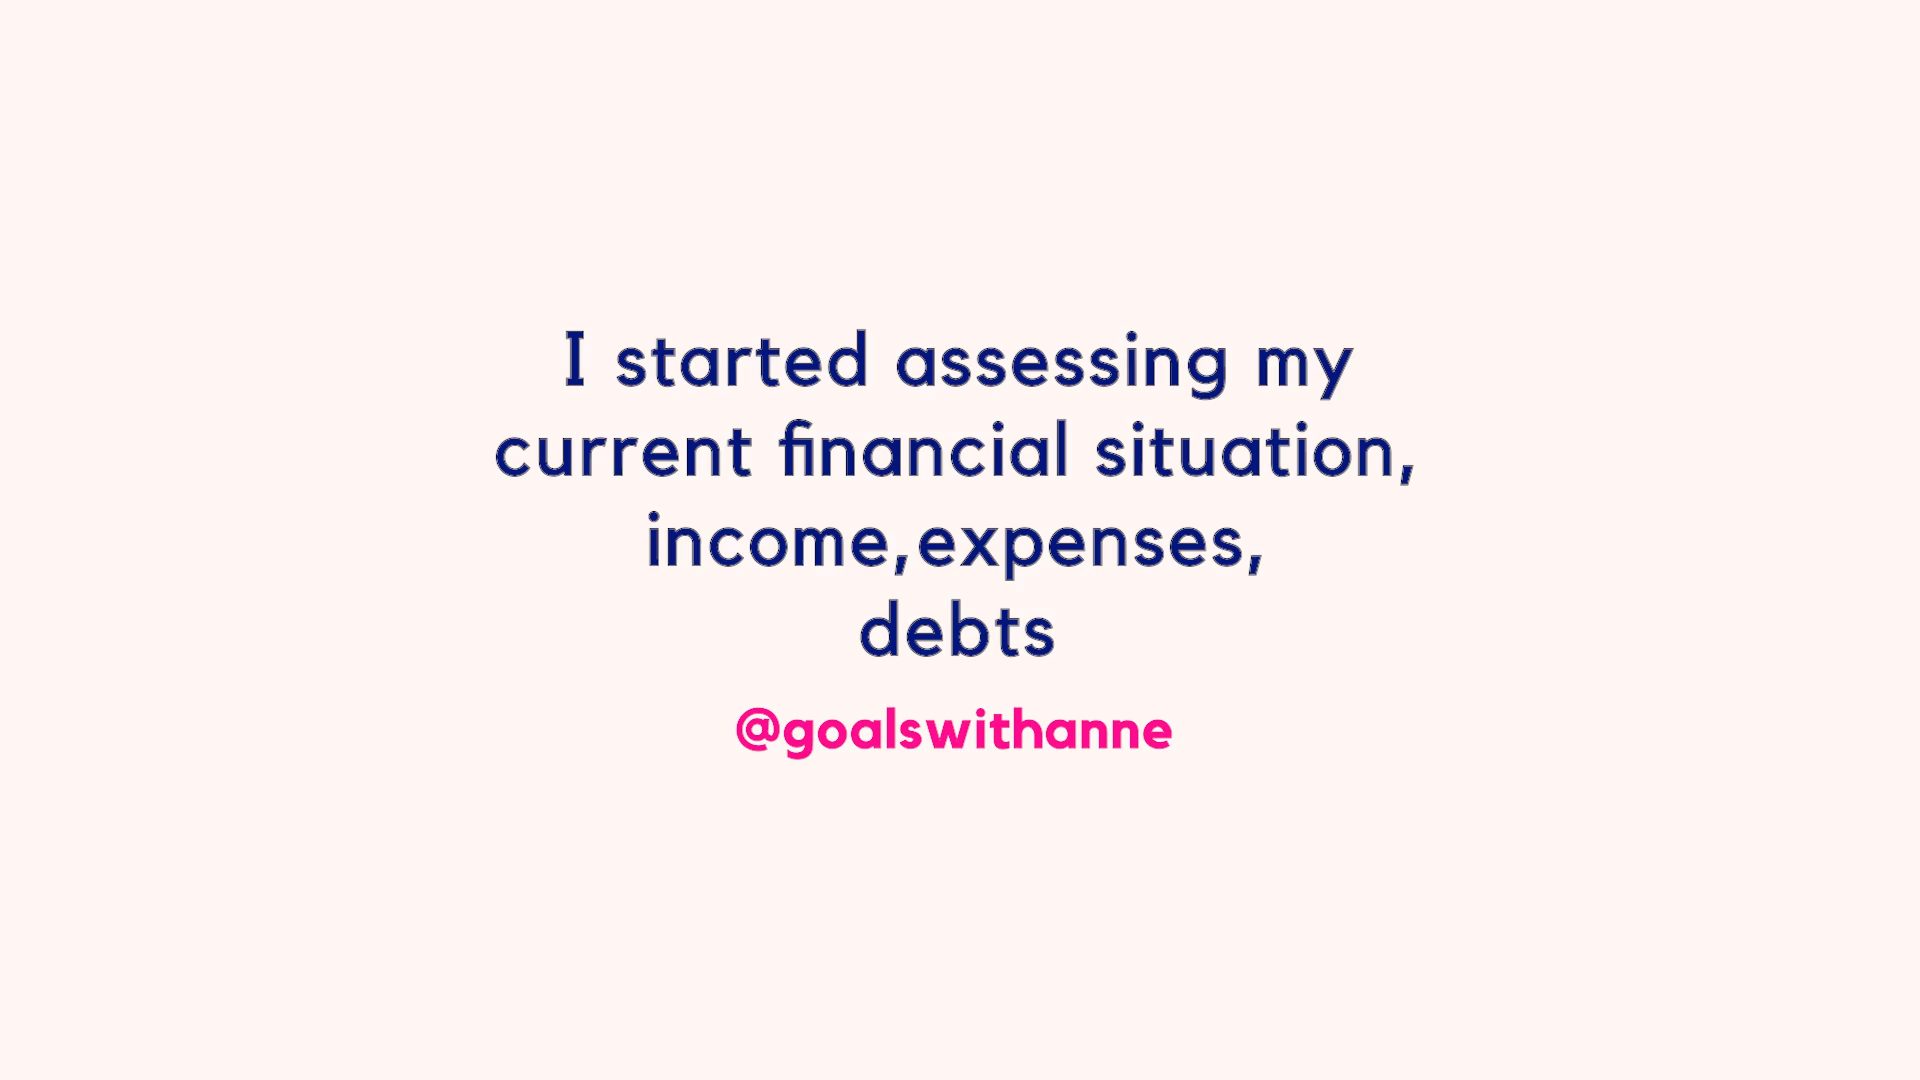 I started assessing my
current financial situation,
income,expenses,
debts
@goalswithanne